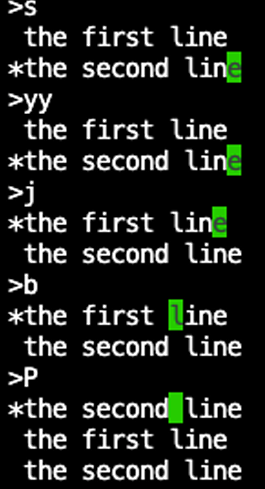 >s
 the first line
*the second line
>yy
 the first line
*the second line
>j
*the first line
 the second line
>b
*the first line
 the second line
>P
*the second line
 the first line
 the second line